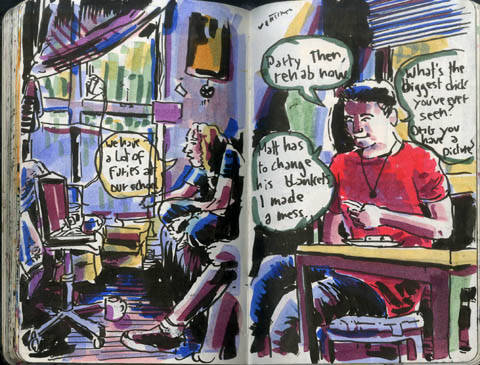 we have
a Lot of
furies at
our school
Party then,
rehab now
What's the
biggest dick
you've ever
seen?
Ohh you
have a
picture
Matt has
to change
his blankets
I made
a mess.